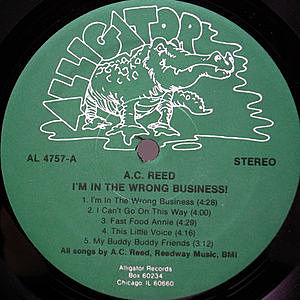 ALLIGATOR
AL 4757-A
STEREO
A.C. REED
I'M IN THE WRONG BUSINESS!
1. I'm In The Wrong Business (4:28)
2. I Can't Go On This Way (4:00)
3. Fast Food Annie (4:29)
4. This Little Voice (4:16)
5. My Buddy Buddy Friends (3:12)
All songs by A.C. Reed, Reedway Music, BMI
Alligator Records
Box 60234
Chicago IL 60660